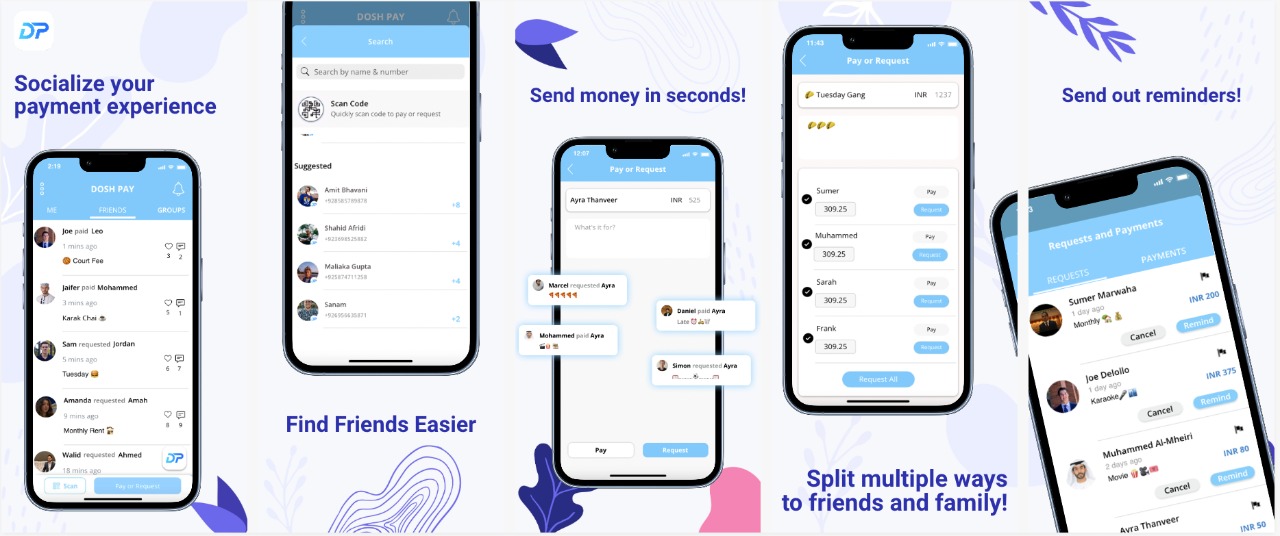 DP
Socialize your
payment experience
2:19
DOSH PAY
ME FRIENDS GROUPS
Joe paid Leo
1 mins ago
3 2
Court Fee
Jaifer paid Mohammed
3 mins ago
5 1
Karak Chai
Sam requested Jordan
5 mins ago
6 7
Tuesday
Amanda requested Amah
9 mins ago
8 9
Monthly Rent
Walid requested Ahmed
18 mins ago
DP
Scan Pay or Request
DOSH PAY
Search
Search by name & number
Scan Code
Quickly scan code to pay or request
Suggested
Amit Bhavani
+8
Shahid Afridi
+4
Maliaka Gupta
+4
Sanam
+2
Find Friends Easier
Send money in seconds!
12:07
Pay or Request
Ayra Thanveer INR 525
What's it for?
Marcel requested Ayra
Daniel paid Ayra
Late
Mohammed paid Ayra
Simon requested Ayra
Pay Request
11:43
Pay or Request
Tuesday Gang INR 1237
Sumer Pay
309.25 Request
Muhammed Pay
309.25 Request
Sarah Pay
309.25 Request
Frank Pay
309.25 Request
Request All
Split multiple ways
to friends and family!
Send out reminders!
Requests and Payments
REQUESTS PAYMENTS
Sumer Marwaha
1 day ago
INR 200
Monthly
Cancel Remind
Joe Delollo
1 day ago
INR 375
Karaoke
Cancel Remind
Muhammed Al-Mheiri
2 days ago
INR 80
Movie
Cancel Remind
Ayra Thanveer
INR 50